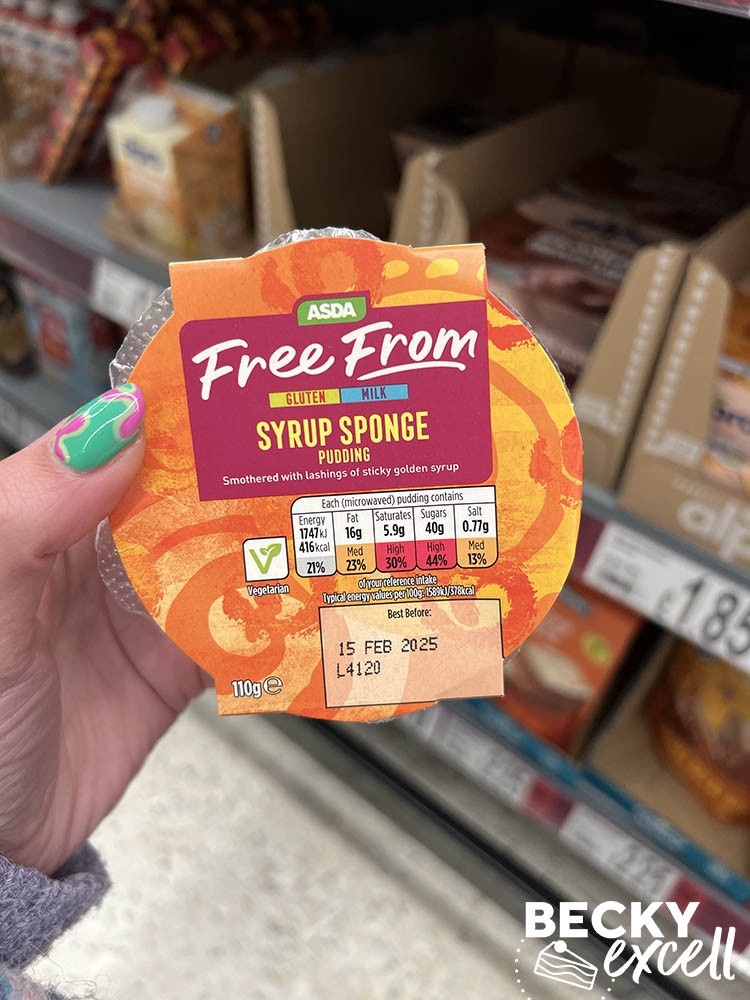 ASDA
Free From
GLUTEN MILK
SYRUP SPONGE
PUDDING
Smothered with lashings of sticky golden syrup
Each (microwaved) pudding contains
Energy Fat Saturates Sugars Salt
1747kJ 16g 5.9g 40g 0.77g
416kcal Med High High Med
21% 23% 30% 44% 13%
of your reference intake
Typical energy values per 100g: 1589kJ/378kcal
Vegetarian
Best Before:
15 FEB 2025
L4120
110g e
1.85
BECKY
excell